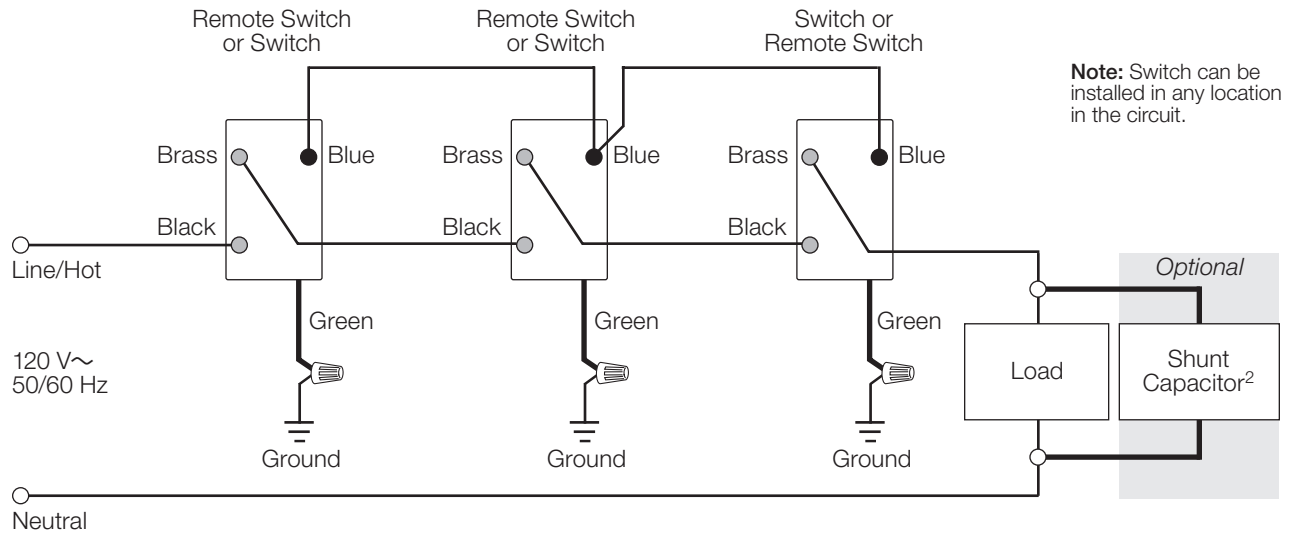 Remote Switch
or Switch
Remote Switch
or Switch
Switch or
Remote Switch
Note: Switch can be
installed in any location
in the circuit.
Brass
Blue
Brass
Blue
Brass
Blue
Black
Black
Black
Line/Hot
Optional
Green
Green
Green
120 V~
50/60 Hz
Load
Shunt
Capacitor²
Ground
Ground
Ground
Neutral